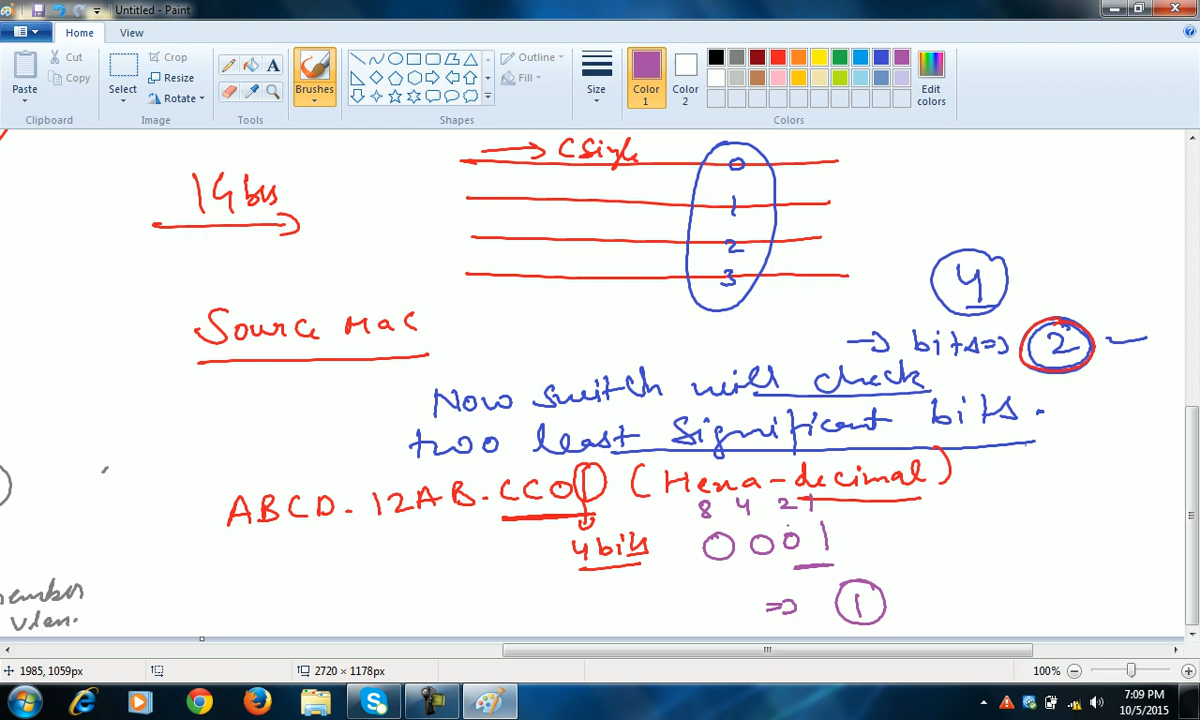 Untitled - Paint
Home
View
Paste
Cut
Copy
Select
Crop
Resize
Rotate
Brushes
Shapes
Outline
Fill
Size
Color 1
Color 2
Edit colors
Clipboard
Image
Tools
Shapes
Colors
0
1
1
2
3
4
Source Mac
→ bits ⇒ 2
Now switch will check
two least significant bits.
ABCD.12AB.CC01 (Hexa-decimal)
8 4 2 1
4 bits
0 0 0 1
⇒ 1
vlan.
1985, 1059px
2720 × 1178px
100%
7:09 PM
10/5/2015